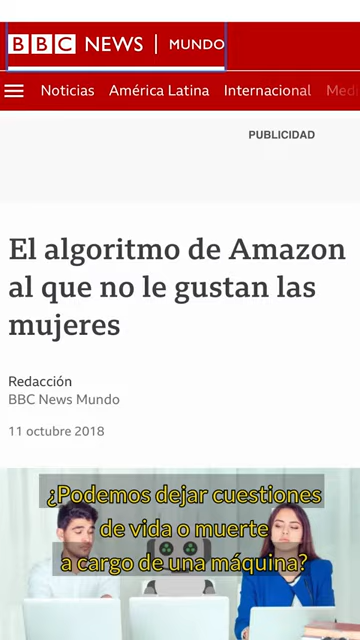 BBC NEWS | MUNDO
Noticias América Latina Internacional Medi
PUBLICIDAD
El algoritmo de Amazon
al que no le gustan las
mujeres
Redacción
BBC News Mundo
11 octubre 2018
¿Podemos dejar cuestiones
de vida o muerte
a cargo de una máquina?